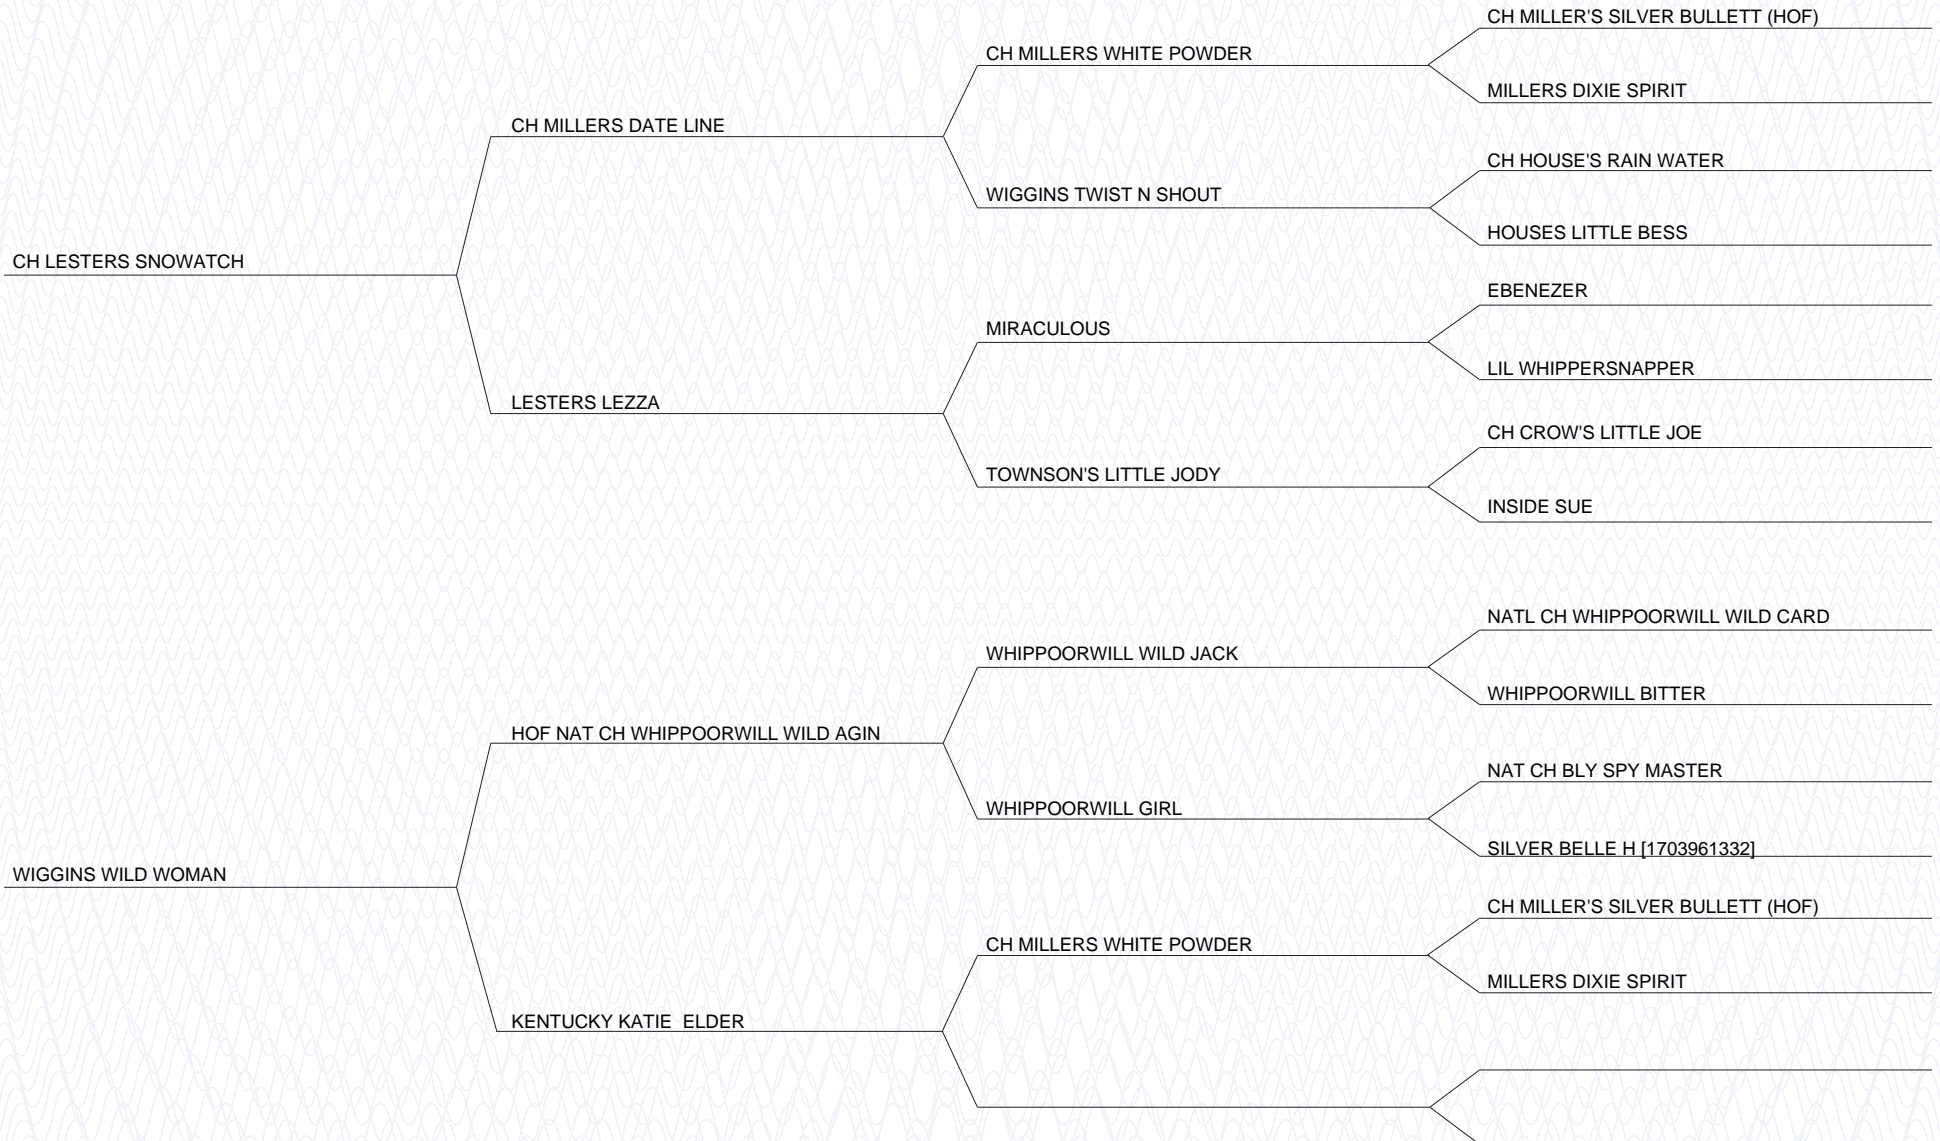 CH MILLER'S SILVER BULLETT (HOF)
CH MILLERS WHITE POWDER
MILLERS DIXIE SPIRIT
CH MILLERS DATE LINE
CH HOUSE'S RAIN WATER
WIGGINS TWIST N SHOUT
HOUSES LITTLE BESS
CH LESTERS SNOWATCH
EBENEZER
MIRACULOUS
LIL WHIPPERSNAPPER
LESTERS LEZZA
CH CROW'S LITTLE JOE
TOWNSON'S LITTLE JODY
INSIDE SUE
NATL CH WHIPPOORWILL WILD CARD
WHIPPOORWILL WILD JACK
WHIPPOORWILL BITTER
HOF NAT CH WHIPPOORWILL WILD AGIN
NAT CH BLY SPY MASTER
WHIPPOORWILL GIRL
SILVER BELLE H [1703961332]
WIGGINS WILD WOMAN
CH MILLER'S SILVER BULLETT (HOF)
CH MILLERS WHITE POWDER
MILLERS DIXIE SPIRIT
KENTUCKY KATIE  ELDER